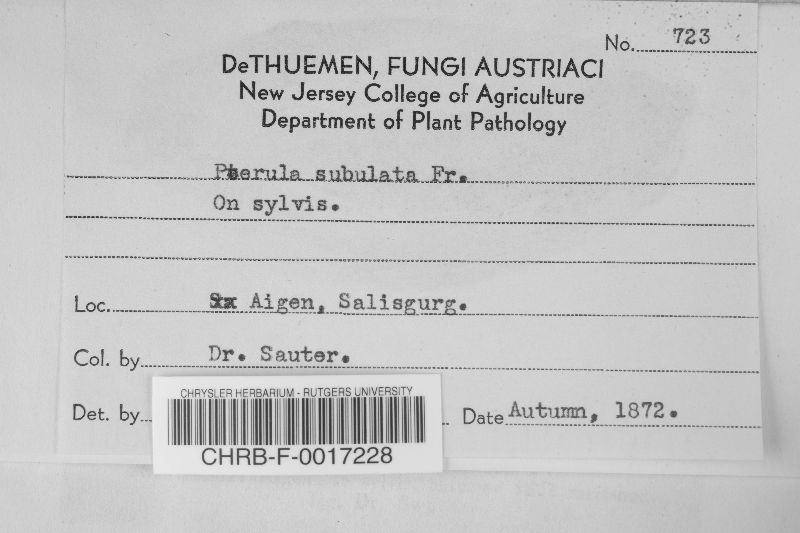 No. 723
DeTHUEMEN, FUNGI AUSTRIACI
New Jersey College of Agriculture
Department of Plant Pathology
Pterula subulata Fr.
On sylvis.
Loc. Aigen, Salisgurg.
Col. by Dr. Sauter.
Det. by
Date Autumn, 1872.
CHRYSLER HERBARIUM - RUTGERS UNIVERSITY
CHRB-F-0017228